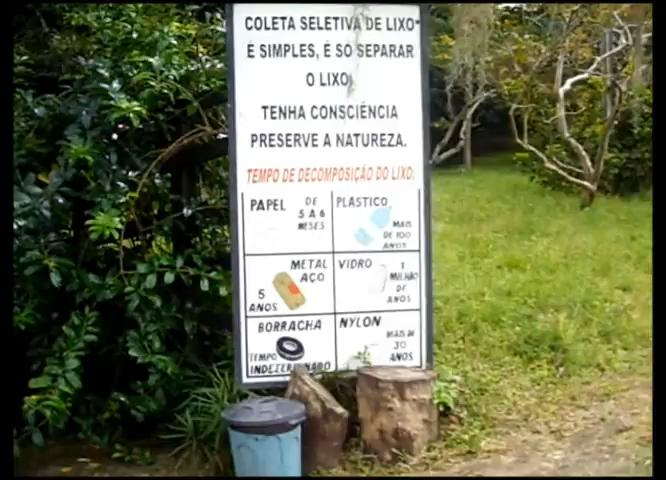 COLETA SELETIVA DE LIXO
É SIMPLES, É SÓ SEPARAR
O LIXO
TENHA CONSCIÊNCIA
PRESERVE A NATUREZA.
TEMPO DE DECOMPOSIÇÃO DO LIXO:
PAPEL DE
5 A 6
MESES
PLASTICO
MAIS
DE 100
ANOS
METAL
AÇO
5
ANOS
VIDRO 1
MILHÃO
DE
ANOS
BORRACHA
TEMPO
INDETERMINADO
NYLON
MAIS DE
30
ANOS